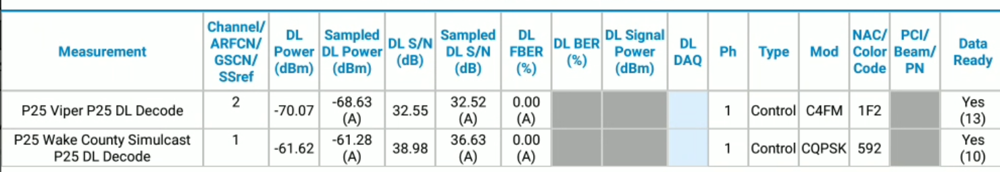 Measurement
Channel/
ARFCN/
GSCN/
SSref
DL
Power
(dBm)
Sampled
DL Power
(dBm)
DL S/N
(dB)
Sampled
DL S/N
(dB)
DL
FBER
(%)
DL BER
(%)
DL Signal
Power
(dBm)
DL
DAQ
Ph
Type
Mod
NAC/
Color
Code
PCI/
Beam/
PN
Data
Ready
P25 Viper P25 DL Decode
2
-70.07
-68.63
(A)
32.55
32.52
(A)
0.00
(A)
1
Control
C4FM
1F2
Yes
(13)
P25 Wake County Simulcast
P25 DL Decode
1
-61.62
-61.28
(A)
38.98
36.63
(A)
0.00
(A)
1
Control
CQPSK
592
Yes
(10)